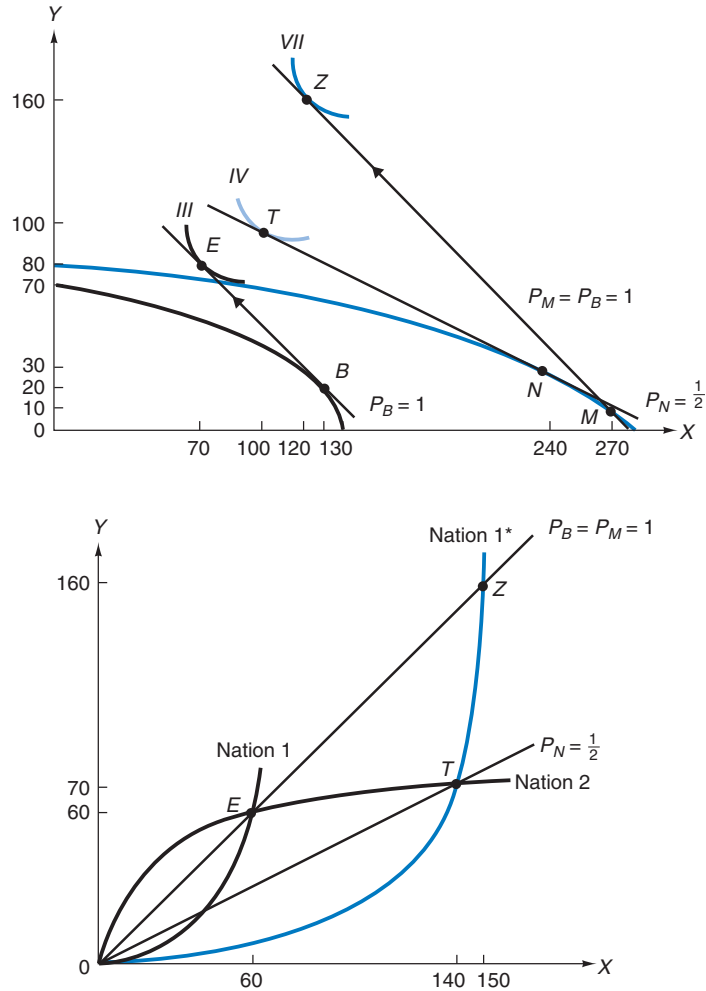 Y
VII
Z
160
IV
100
III
T
E
80
70
P_M = P_B = 1
30
20
10
0
B
N
P_B = 1
M
P_N = 1/2
X
70 100 120 130 240 270
Y
Nation 1*
P_B = P_M = 1
160
Z
Nation 1
P_N = 1/2
70
60
E
T
Nation 2
0
X
60 140 150